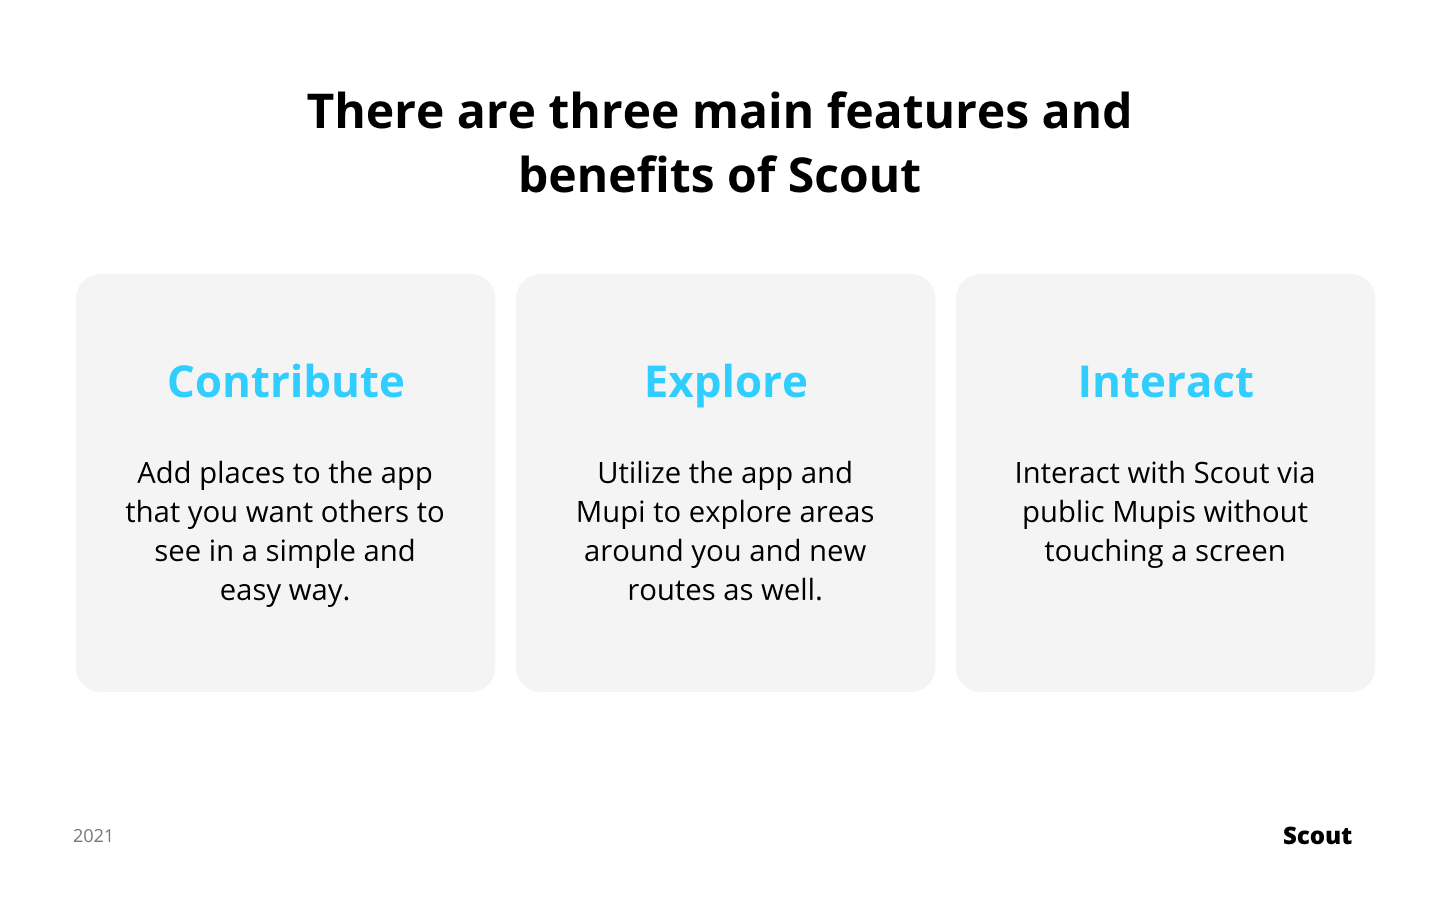 There are three main features and
benefits of Scout
Contribute
Add places to the app
that you want others to
see in a simple and
easy way.
Explore
Utilize the app and
Mupi to explore areas
around you and new
routes as well.
Interact
Interact with Scout via
public Mupis without
touching a screen
2021
Scout